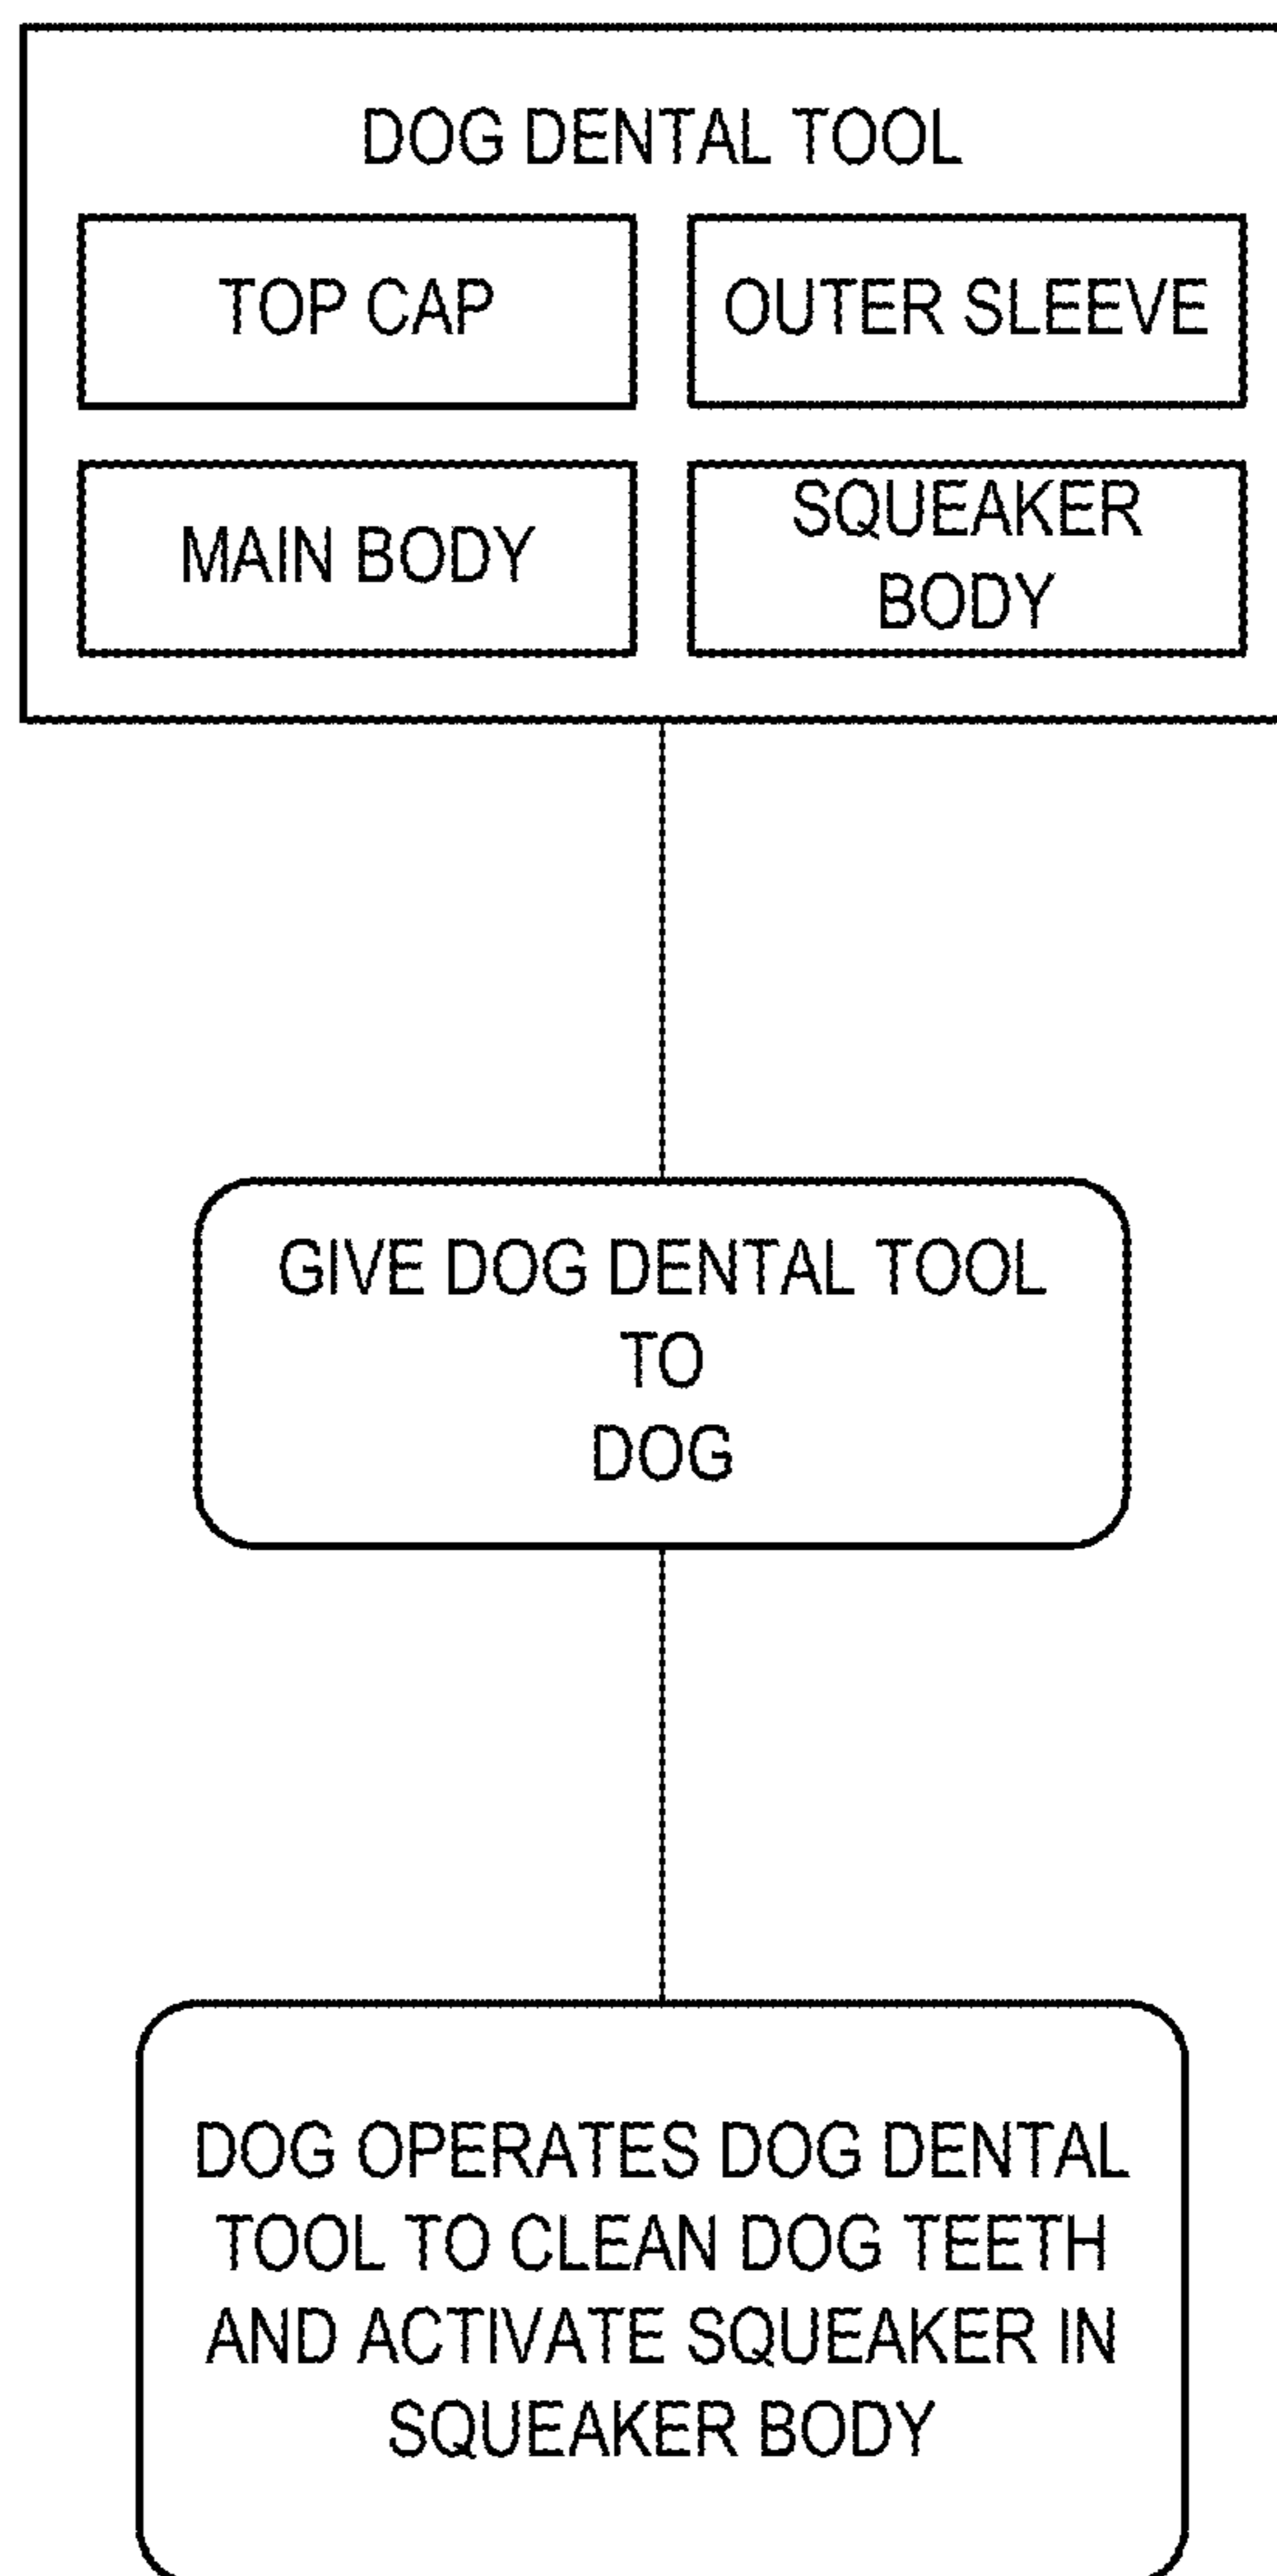 DOG DENTAL TOOL
TOP CAP
OUTER SLEEVE
MAIN BODY
SQUEAKER
BODY
GIVE DOG DENTAL TOOL
TO
DOG
DOG OPERATES DOG DENTAL
TOOL TO CLEAN DOG TEETH
AND ACTIVATE SQUEAKER IN
SQUEAKER BODY